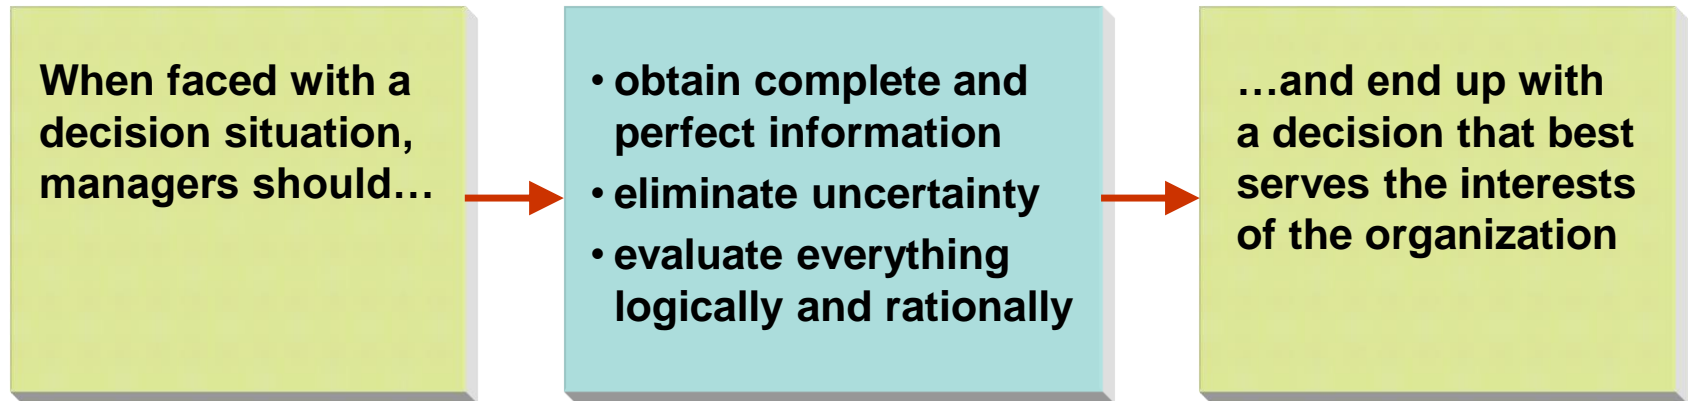 When faced with a
decision situation,
managers should…
• obtain complete and
perfect information
• eliminate uncertainty
• evaluate everything
logically and rationally
…and end up with
a decision that best
serves the interests
of the organization